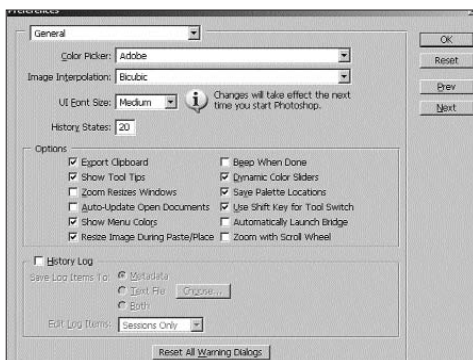 Preferences
General
Color Picker: Adobe
Image Interpolation: Bicubic
UI Font Size: Medium
Changes will take effect the next
time you start Photoshop.
History States: 20
OK
Reset
Prev
Next
Options
Export Clipboard
Show Tool Tips
Zoom Resizes Windows
Auto-Update Open Documents
Show Menu Colors
Resize Image During Paste/Place
Beep When Done
Dynamic Color Sliders
Save Palette Locations
Use Shift Key for Tool Switch
Automatically Launch Bridge
Zoom with Scroll Wheel
History Log
Save Log Items To: Metadata
Text File Choose...
Both
Edit Log Items: Sessions Only
Reset All Warning Dialogs